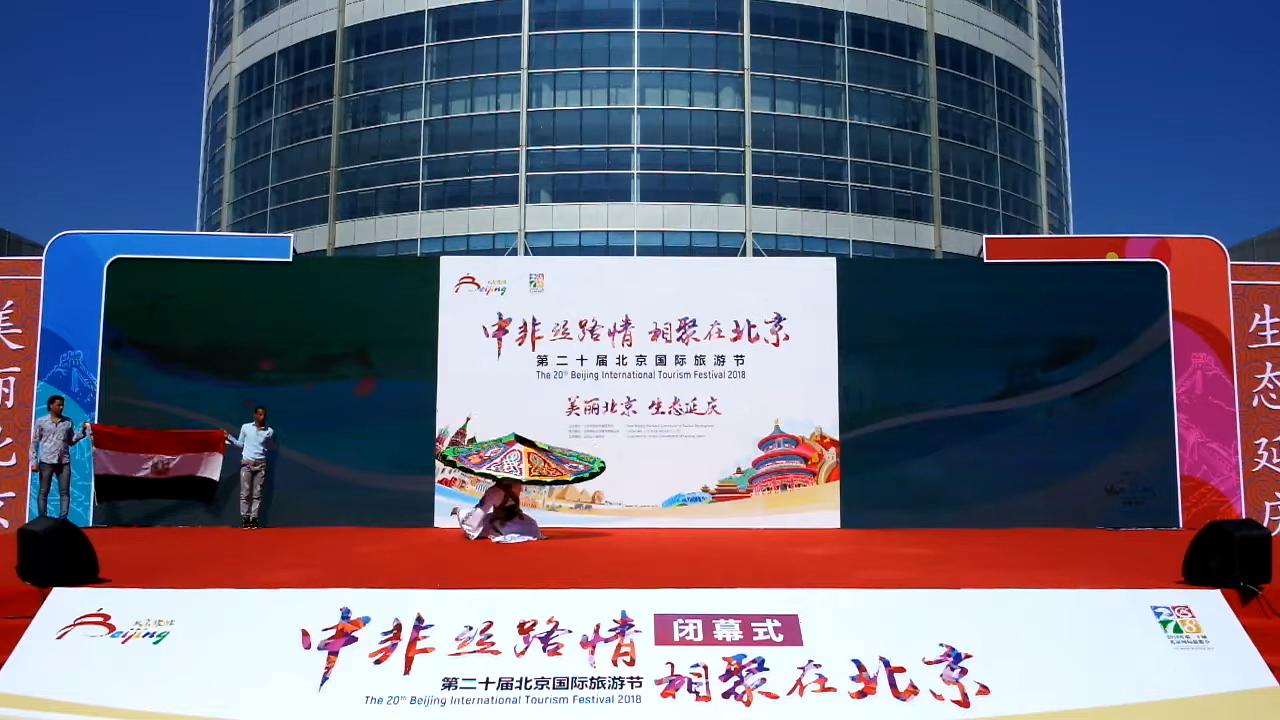 美丽北京
Beijing
中非丝路情 相聚在北京
第二十届北京国际旅游节
The 20th Beijing International Tourism Festival 2018
美丽北京 生态延庆
生态延庆
Beijing
中非丝路情
闭幕式
相聚在北京
第二十届北京国际旅游节
The 20th Beijing International Tourism Festival 2018